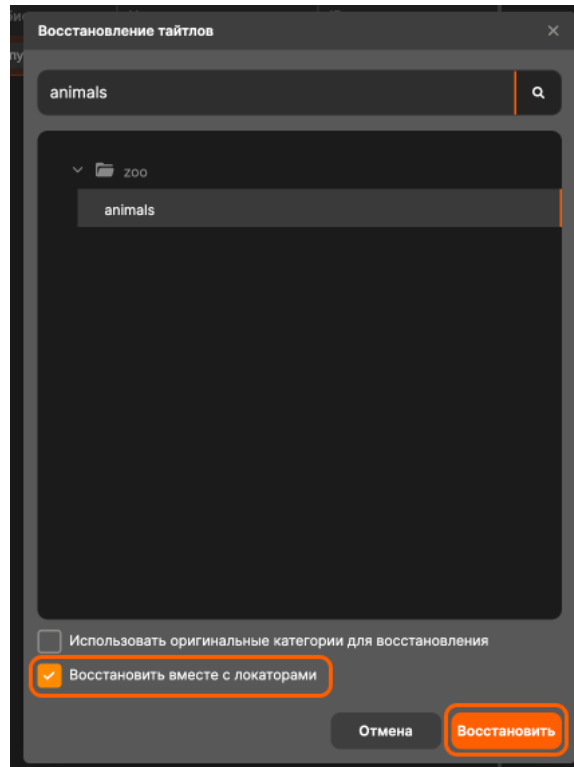 Восстановление тайтлов
animals
zoo
animals
Использовать оригинальные категории для восстановления
Восстановить вместе с локаторами
Отмена
Восстановить